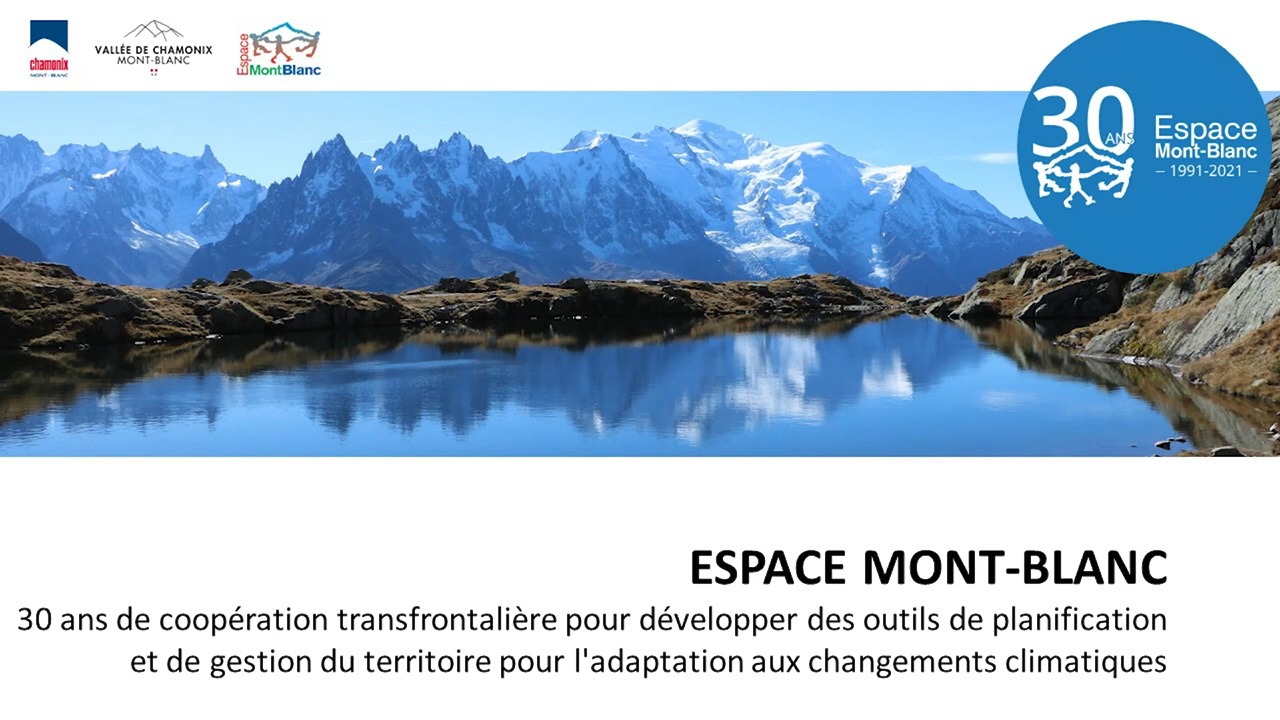 chamonix
MONT-BLANC
VALLÉE DE CHAMONIX
MONT-BLANC
Espace
MontBlanc
30
ANS
Espace
Mont-Blanc
– 1991-2021 –
ESPACE MONT-BLANC
30 ans de coopération transfrontalière pour développer des outils de planification
et de gestion du territoire pour l'adaptation aux changements climatiques